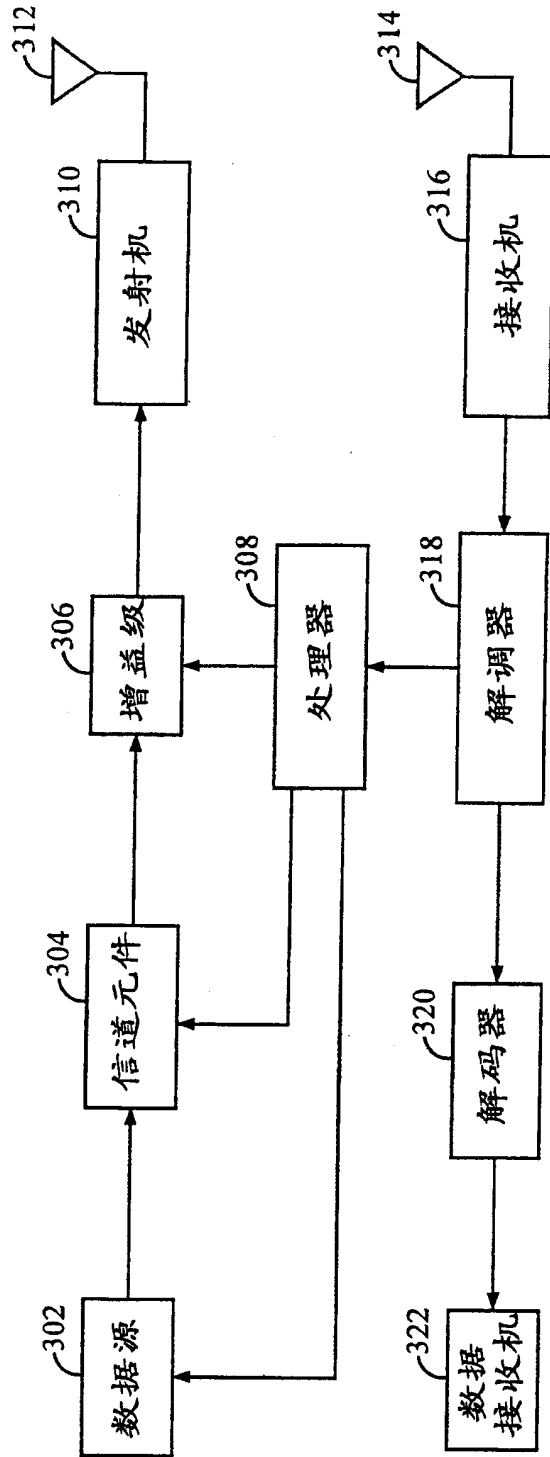 302
数据源
304
信道元件
306
增益级
310
发射机
312
308
处理器
322
数据
接收机
320
解码器
318
解调器
316
接收机
314